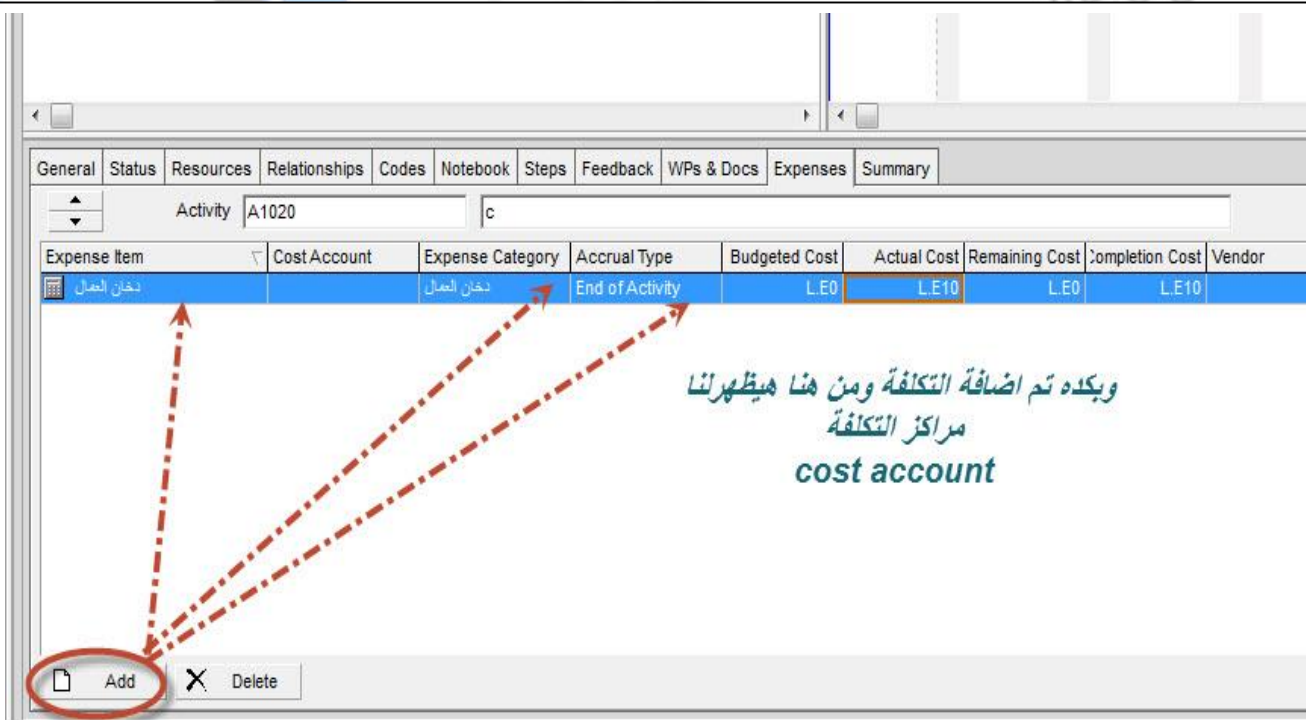 General Status Resources Relationships Codes Notebook Steps Feedback WPs & Docs Expenses Summary
Activity A1020 c
Expense Item Cost Account Expense Category Accrual Type Budgeted Cost Actual Cost Remaining Cost Completion Cost Vendor
دخان العمال دخان العمال End of Activity L.E0 L.E10 L.E0 L.E10
وبكده تم اضافة التكلفة ومن هنا هيظهرلنا
مراكز التكلفة
cost account
Add Delete